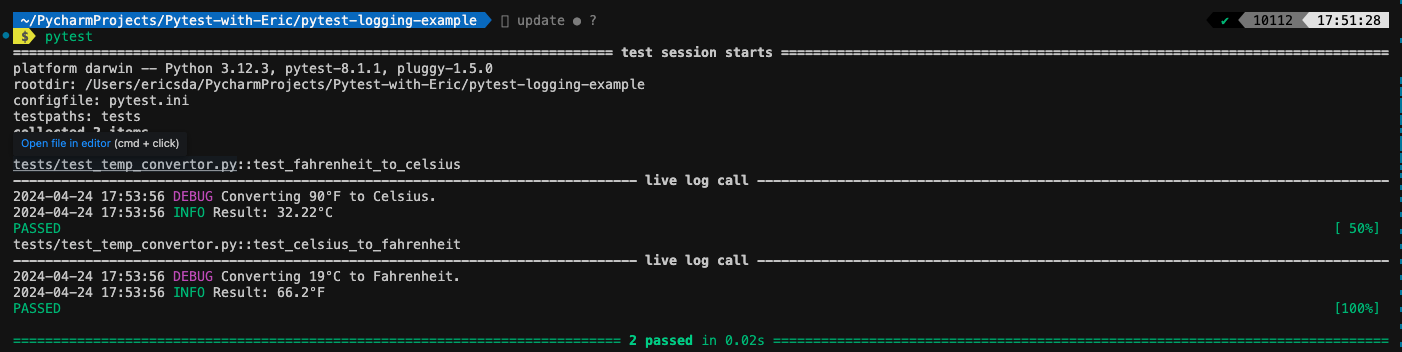 ~/PycharmProjects/Pytest-with-Eric/pytest-logging-example update ● ? ✔ 10112 17:51:28
$ pytest
test session starts
platform darwin -- Python 3.12.3, pytest-8.1.1, pluggy-1.5.0
rootdir: /Users/ericsda/PycharmProjects/Pytest-with-Eric/pytest-logging-example
configfile: pytest.ini
testpaths: tests
collected 2 items
Open file in editor (cmd + click)
tests/test_temp_convertor.py::test_fahrenheit_to_celsius
live log call
2024-04-24 17:53:56 DEBUG Converting 90°F to Celsius.
2024-04-24 17:53:56 INFO Result: 32.22°C
PASSED [ 50%]
tests/test_temp_convertor.py::test_celsius_to_fahrenheit
live log call
2024-04-24 17:53:56 DEBUG Converting 19°C to Fahrenheit.
2024-04-24 17:53:56 INFO Result: 66.2°F
PASSED [100%]
2 passed in 0.02s